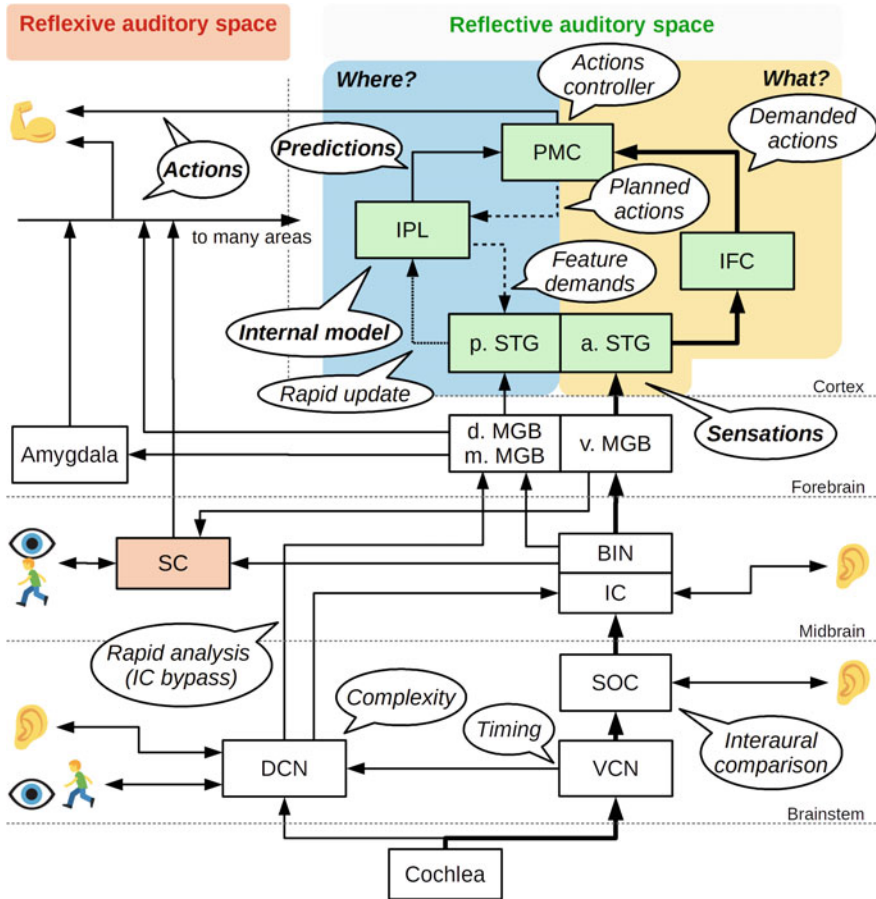 Reflexive auditory space
Reflective auditory space
Where?
Actions
controller
What?
Predictions
PMC
Demanded
actions
Actions
Planned
actions
to many areas
IPL
IFC
Feature
demands
Internal model
p. STG
a. STG
Rapid update
Cortex
Sensations
Amygdala
d. MGB
m. MGB
v. MGB
Forebrain
SC
BIN
IC
Midbrain
Rapid analysis
(IC bypass)
SOC
Complexity
Timing
Interaural
comparison
DCN
VCN
Brainstem
Cochlea